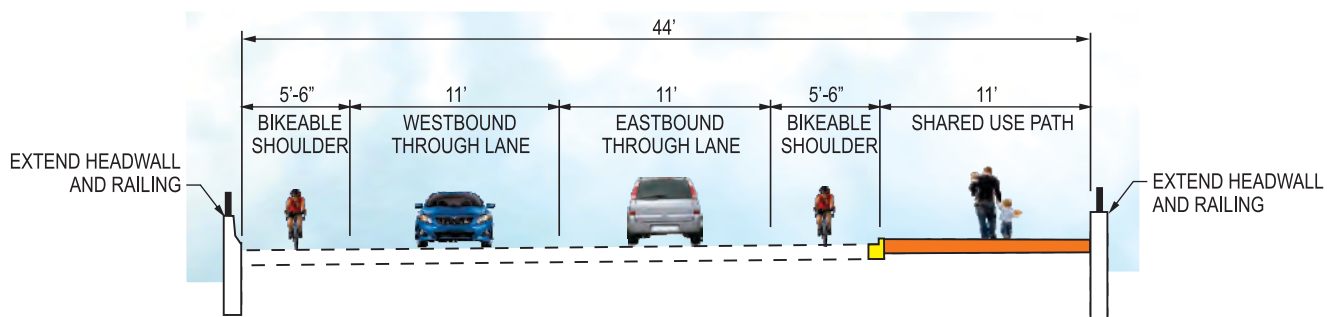 44’
5’-6”
11’
11’
5’-6”
11’
BIKEABLE
SHOULDER
WESTBOUND
THROUGH LANE
EASTBOUND
THROUGH LANE
BIKEABLE
SHOULDER
SHARED USE PATH
EXTEND HEADWALL
AND RAILING
EXTEND HEADWALL
AND RAILING